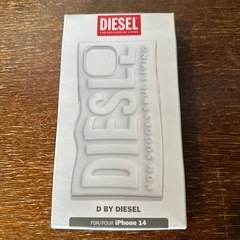 DIESEL
FOR SUCCESSFUL LIVING
DIESEL
FOR SUCCESSFUL LIVING
D BY DIESEL
FOR/POUR iPhone 14